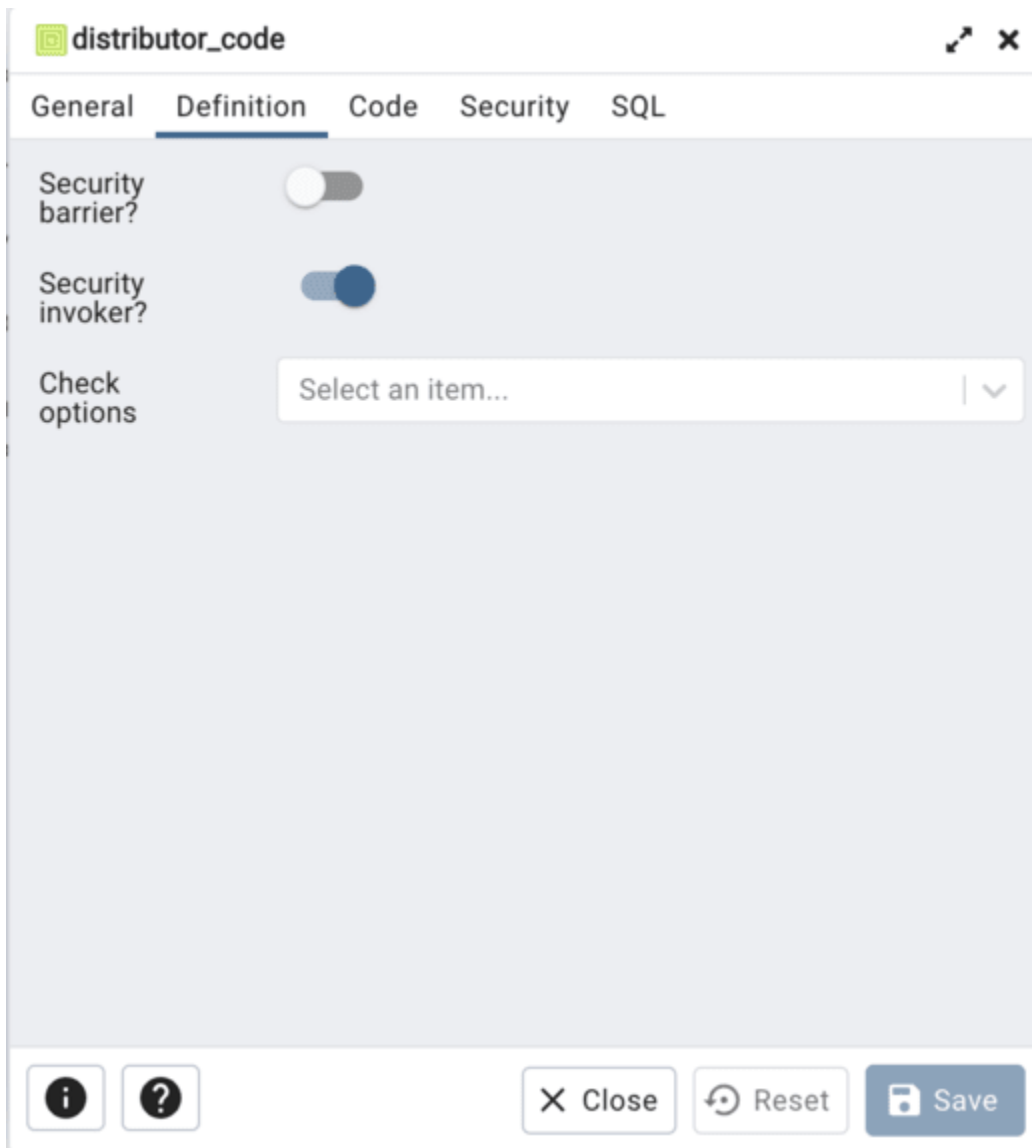 distributor_code
General Definition Code Security SQL
Security
barrier?
Security
invoker?
Check
options
Select an item...
Close Reset Save